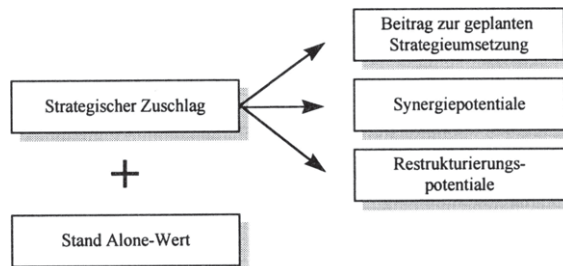 Beitrag zur geplanten
Strategieumsetzung
Strategischer Zuschlag
Synergiepotentiale
Restrukturierungs-
potentiale
+
Stand Alone-Wert